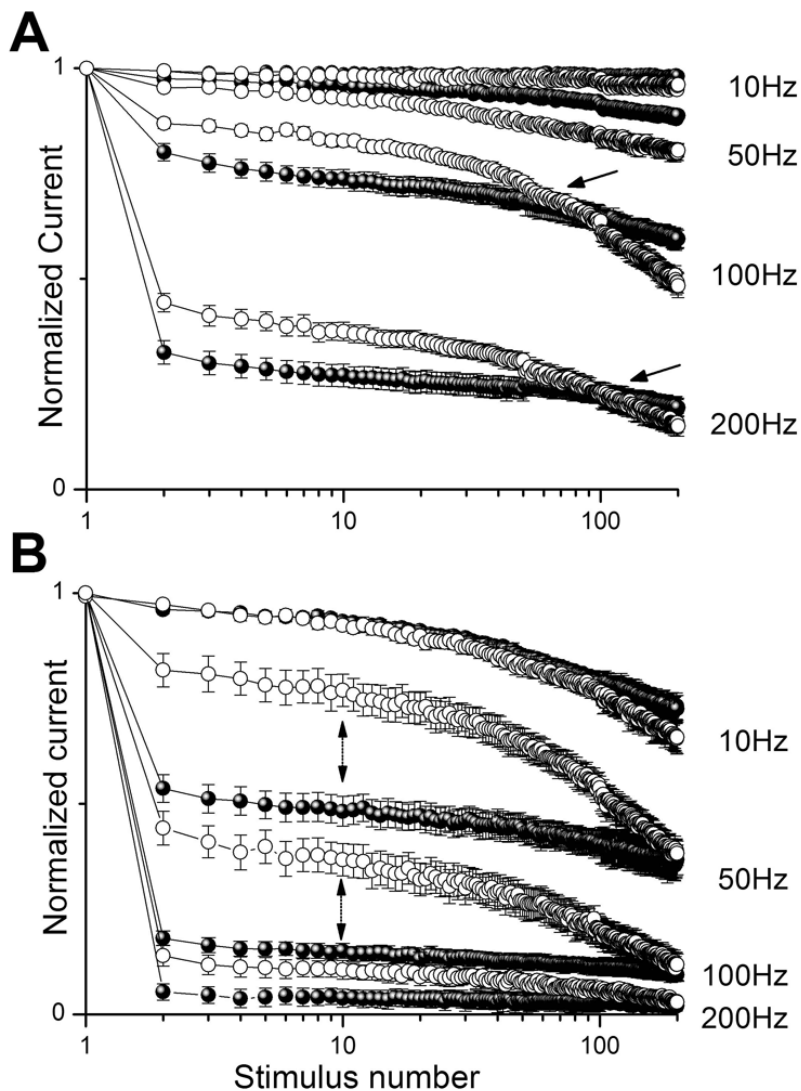 A
1
10Hz
50Hz
100Hz
200Hz
Normalized Current
0
1
10
100
B
1
10Hz
50Hz
100Hz
200Hz
Normalized current
0
1
10
100
Stimulus number